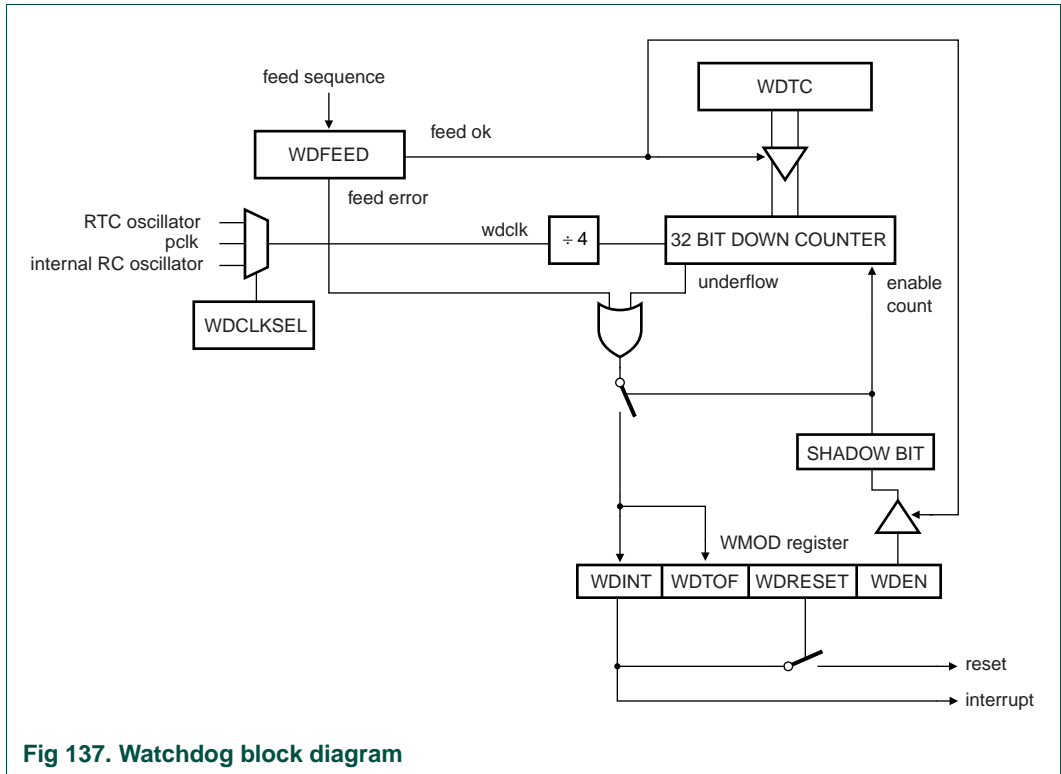 feed sequence
WDTC
feed ok
WDFEED
feed error
RTC oscillator
pclk
internal RC oscillator
wdclk
÷ 4
32 BIT DOWN COUNTER
underflow
enable
count
WDCLKSEL
SHADOW BIT
WMOD register
WDINT
WDTOF
WDRESET
WDEN
reset
interrupt
Fig 137. Watchdog block diagram